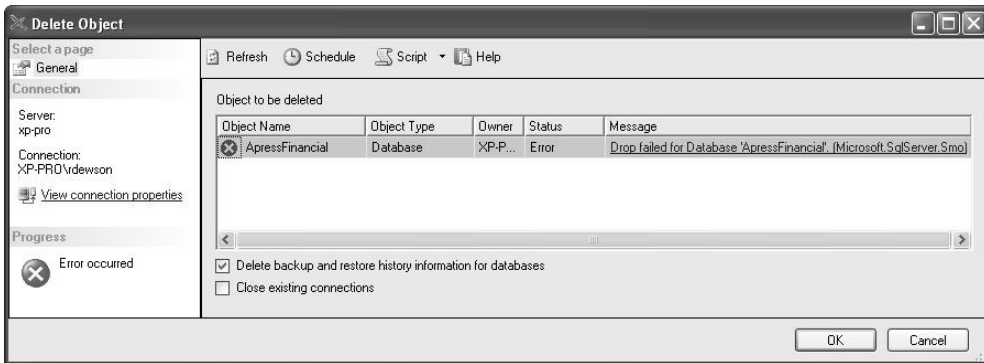 Delete Object
Select a page
General
Refresh Schedule Script Help
Connection
Server:
xp-pro
Connection:
XP-PRO\rdewson
View connection properties
Progress
Error occurred
Object to be deleted
Object Name Object Type Owner Status Message
ApressFinancial Database XP-P... Error Drop failed for Database 'ApressFinancial'. (Microsoft.SqlServer.Smo)
Delete backup and restore history information for databases
Close existing connections
OK Cancel